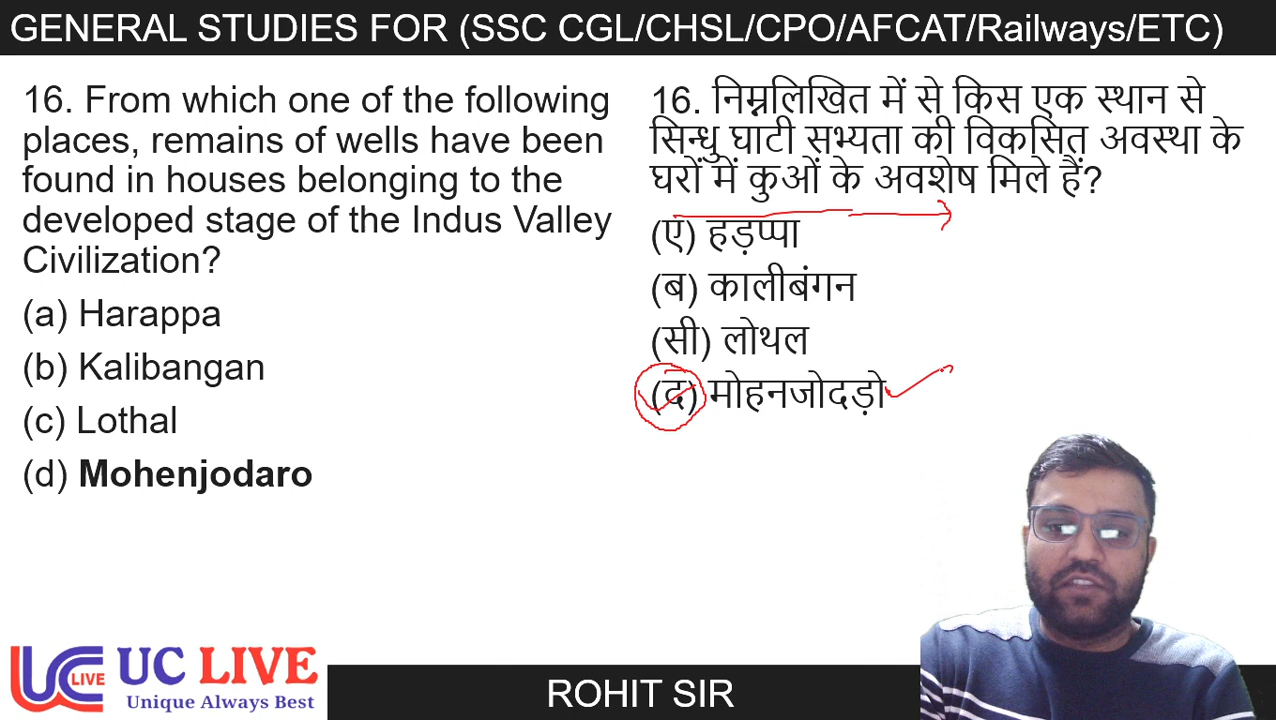 GENERAL STUDIES FOR (SSC CGL/CHSL/CPO/AFCAT/Railways/ETC)
16. From which one of the following
places, remains of wells have been
found in houses belonging to the
developed stage of the Indus Valley
Civilization?
(a) Harappa
(b) Kalibangan
(c) Lothal
(d) Mohenjodaro
16. निम्नलिखित में से किस एक स्थान से
सिन्धु घाटी सभ्यता की विकसित अवस्था के
घरों में कुओं के अवशेष मिले हैं?
(ए) हड़प्पा
(ब) कालीबंगन
(सी) लोथल
(द) मोहनजोदड़ो
UC LIVE
LIVE
Unique Always Best
ROHIT SIR